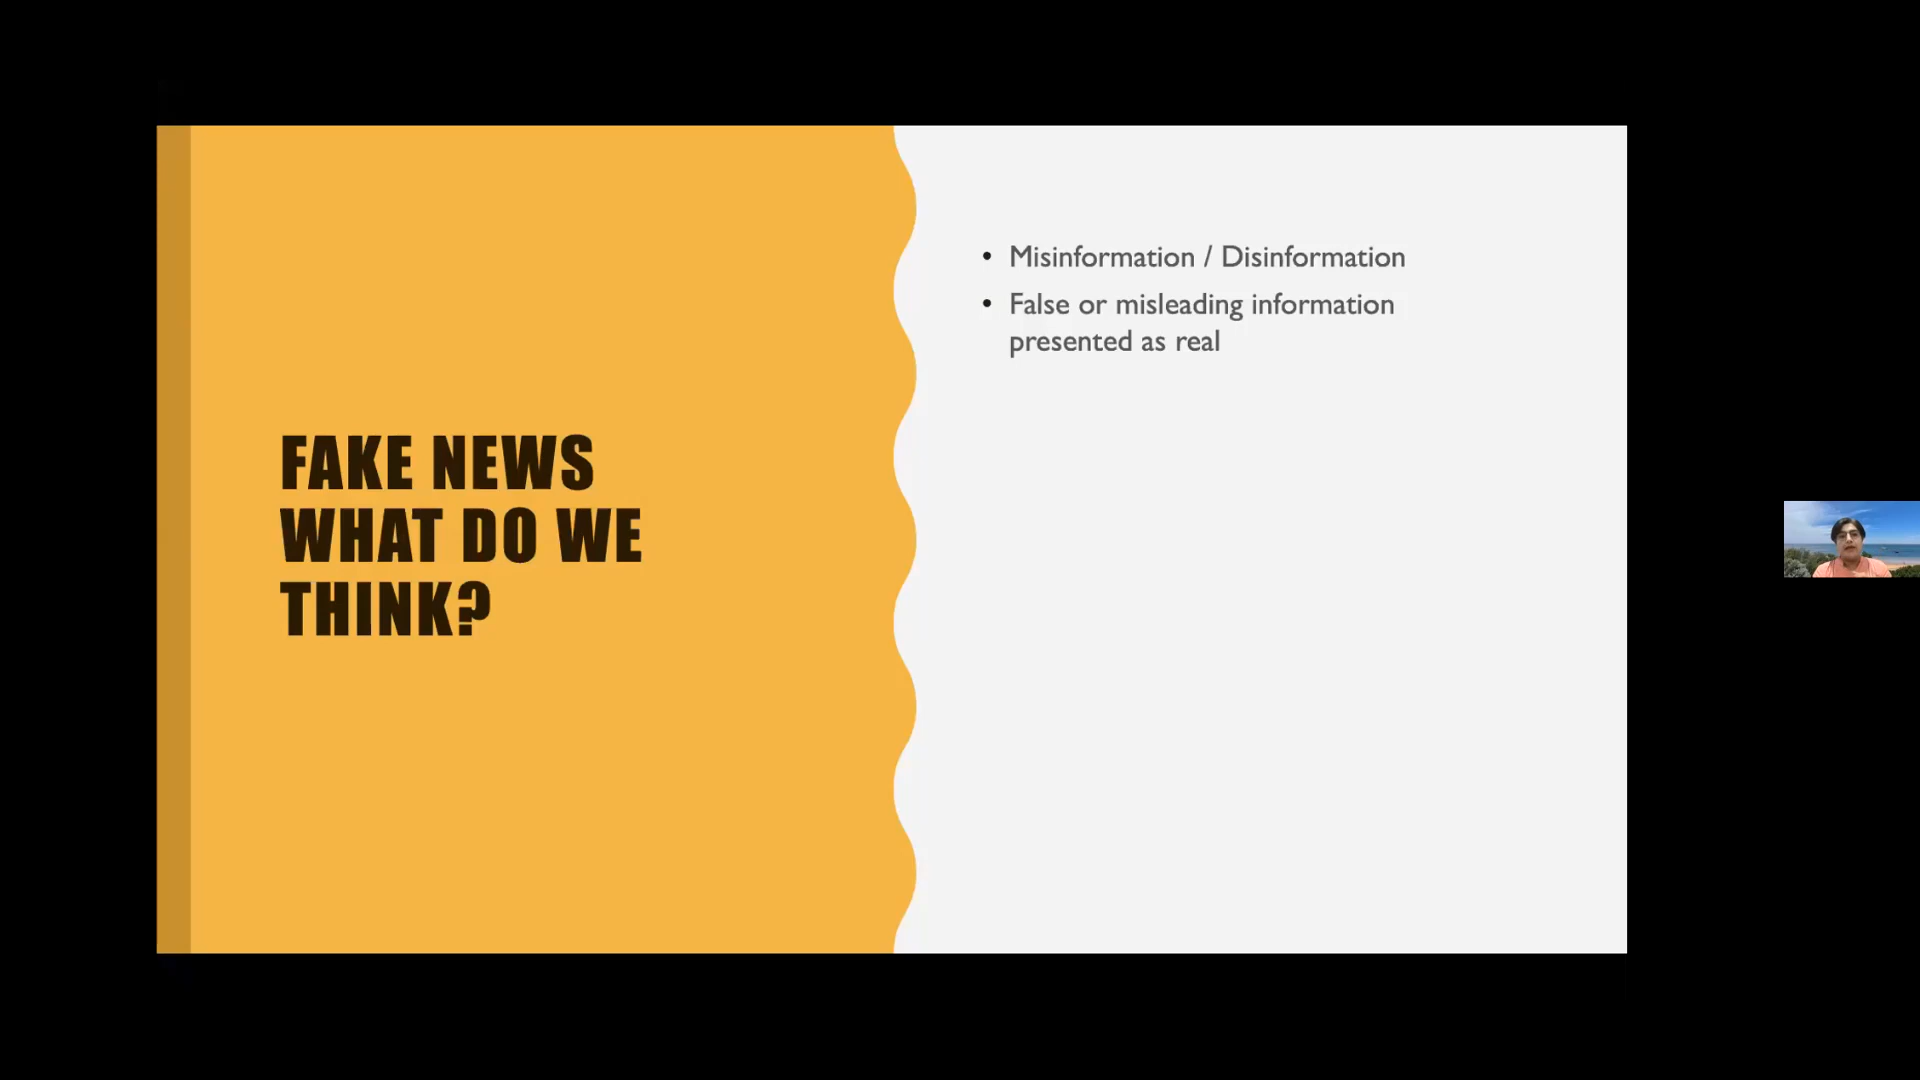 FAKE NEWS
WHAT DO WE
THINK?
• Misinformation / Disinformation
• False or misleading information
presented as real